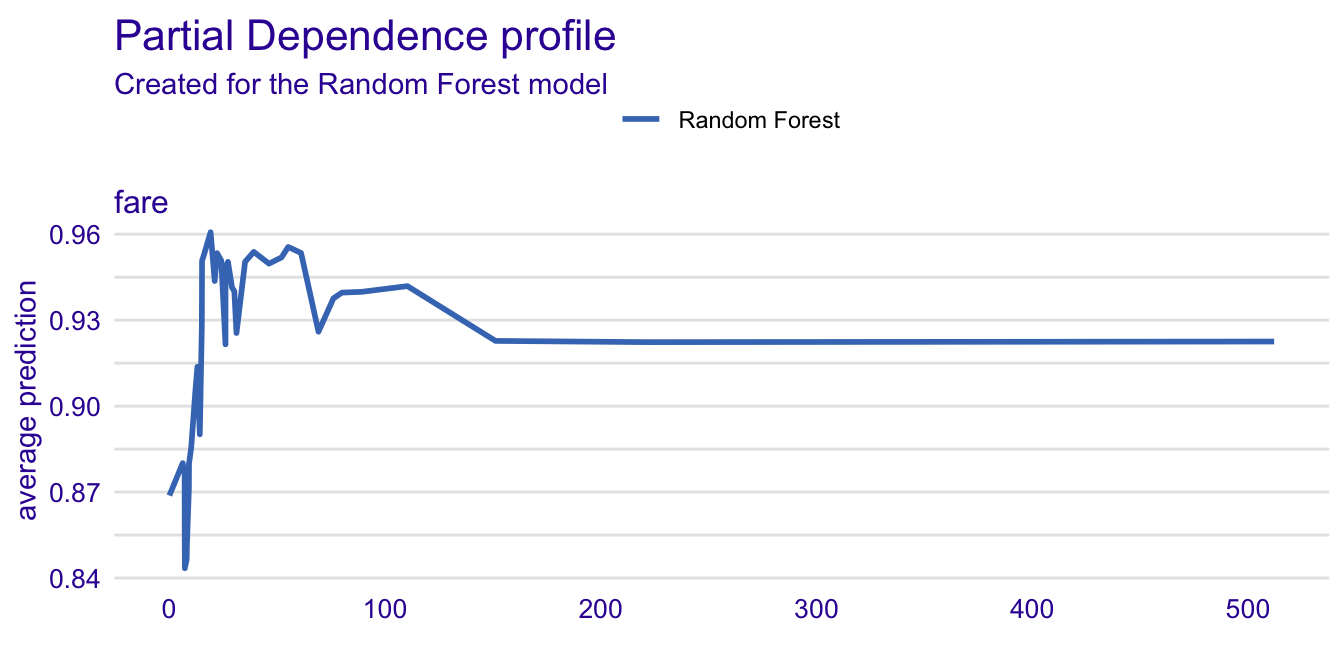 Partial Dependence profile
Created for the Random Forest model
Random Forest
fare
average prediction
0.96
0.93
0.90
0.87
0.84
0 100 200 300 400 500